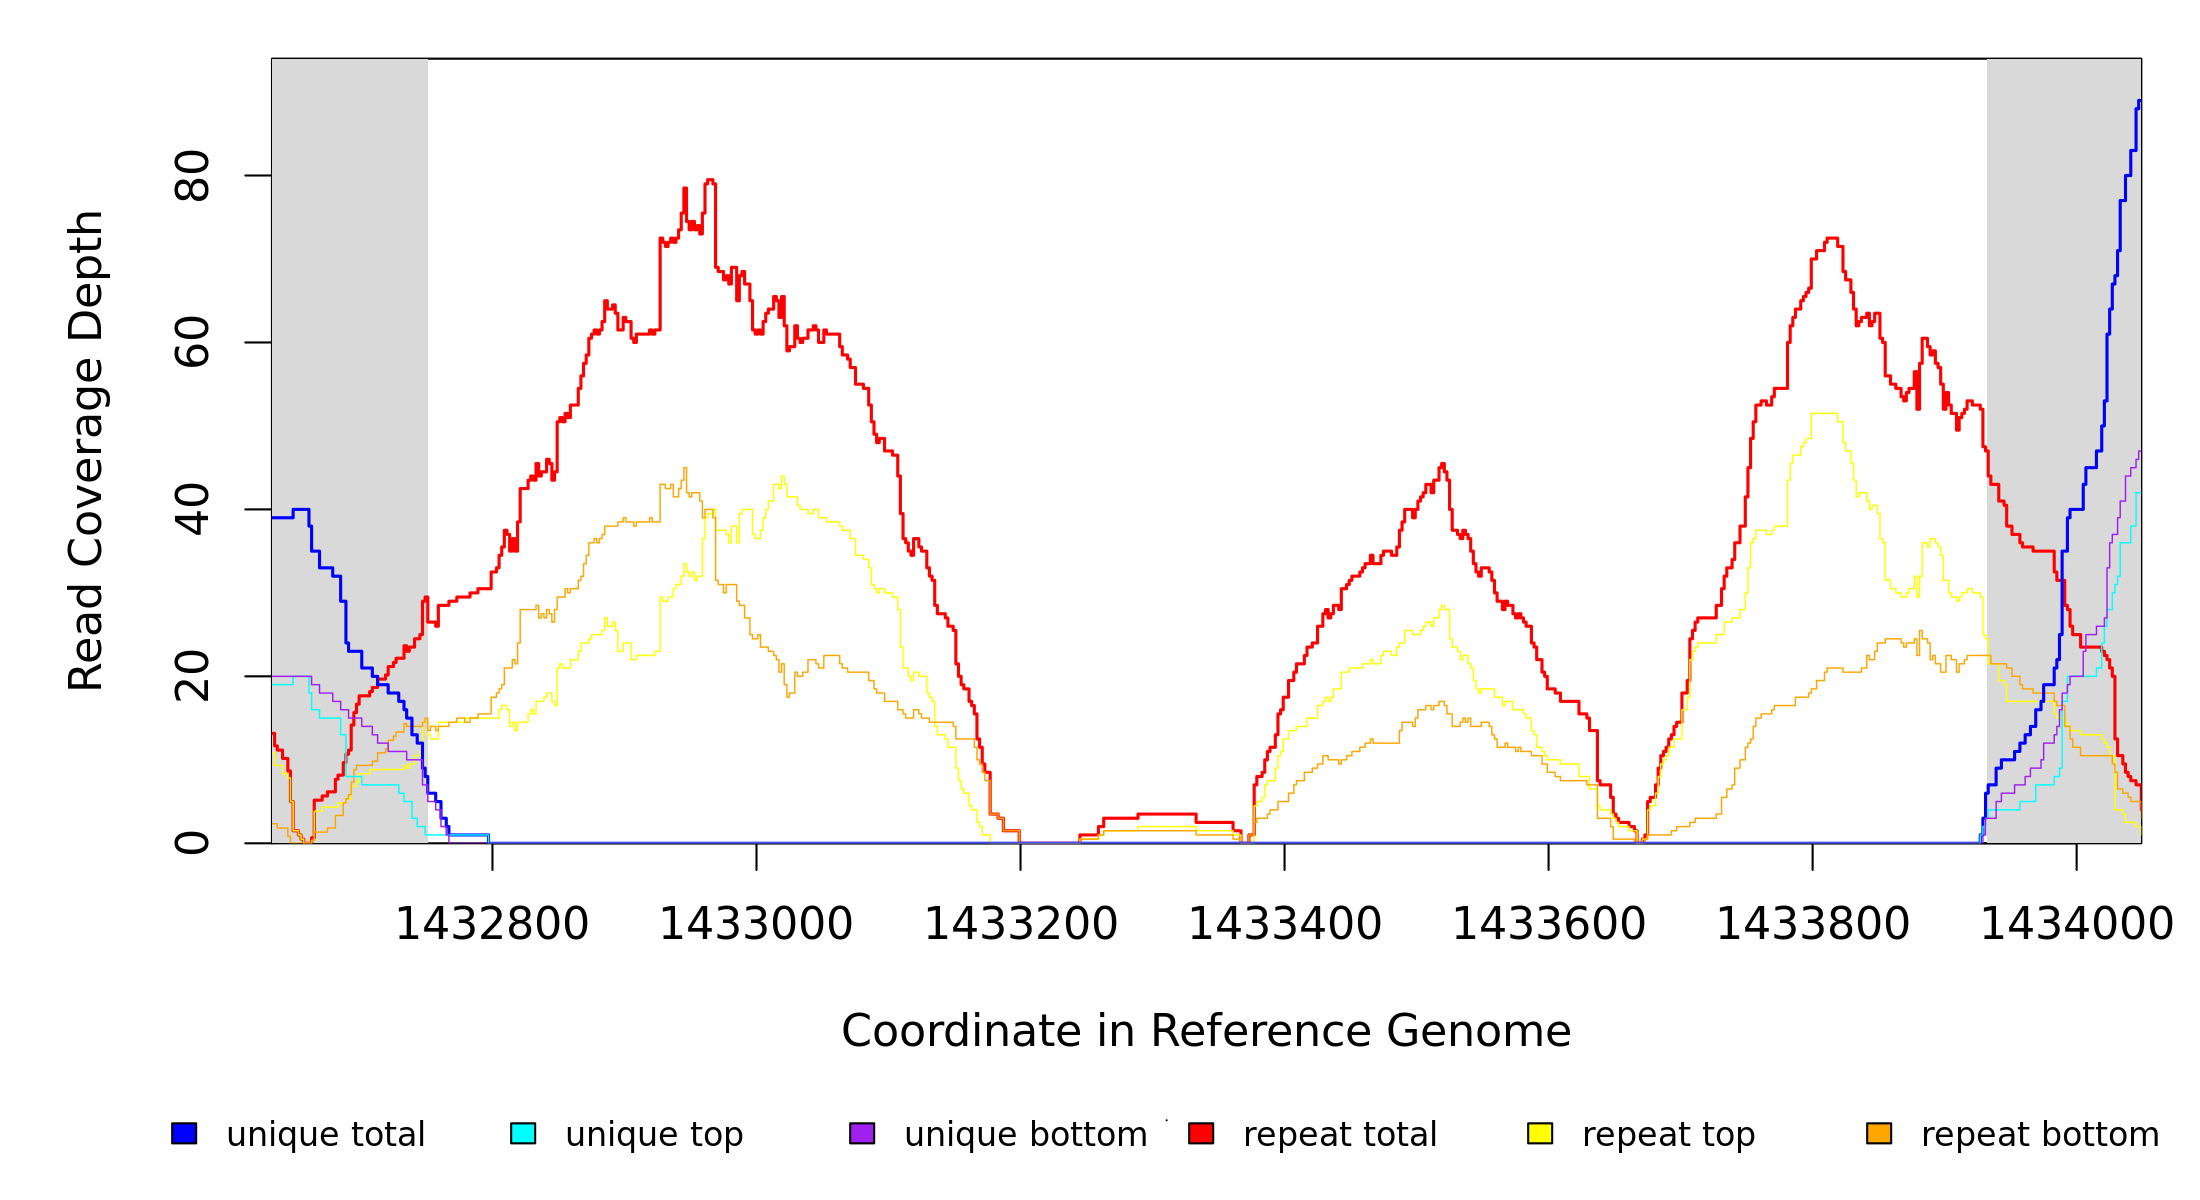 Read Coverage Depth
80
60
40
20
0
1432800 1433000 1433200 1433400 1433600 1433800 1434000
Coordinate in Reference Genome
unique total unique top unique bottom repeat total repeat top repeat bottom